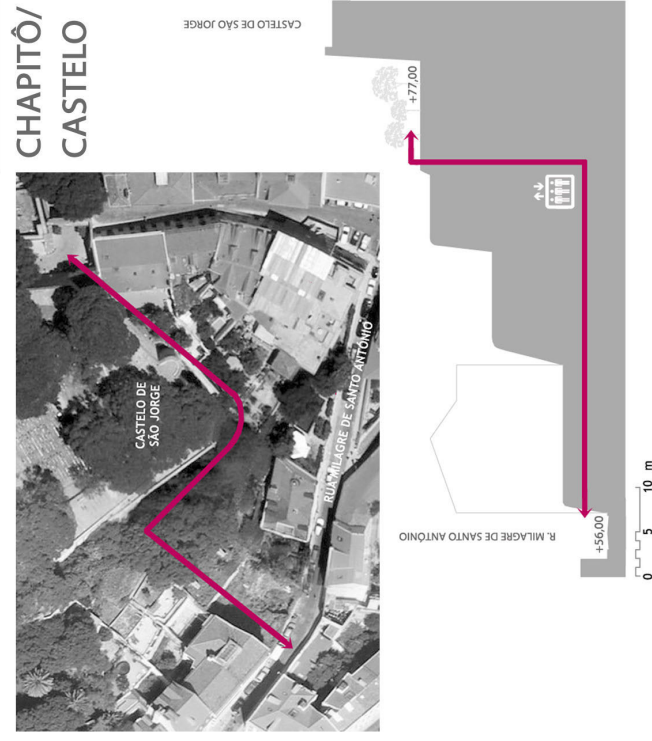 CHAPITÔ/
CASTELO
CASTELO DE SÃO JORGE
+77,00
CASTELO DE
SÃO JORGE
RUA MILAGRE DE SANTO ANTÓNIO
R. MILAGRE DE SANTO ANTÓNIO
+56,00
0 5 10 m